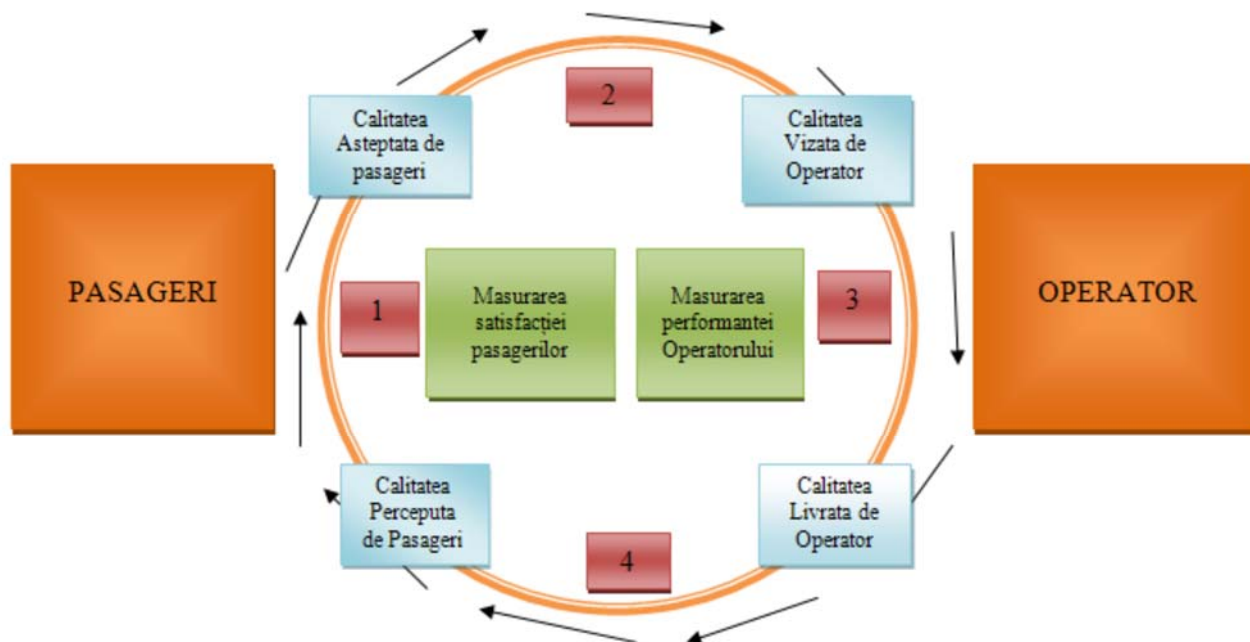 2
Calitatea
Asteptata de
pasageri
Calitatea
Vizata de
Operator
PASAGERI
1
Masurarea
satisfacției
pasagerilor
Masurarea
performantei
Operatorului
3
OPERATOR
Calitatea
Perceputa
de Pasageri
4
Calitatea
Livrata de
Operator